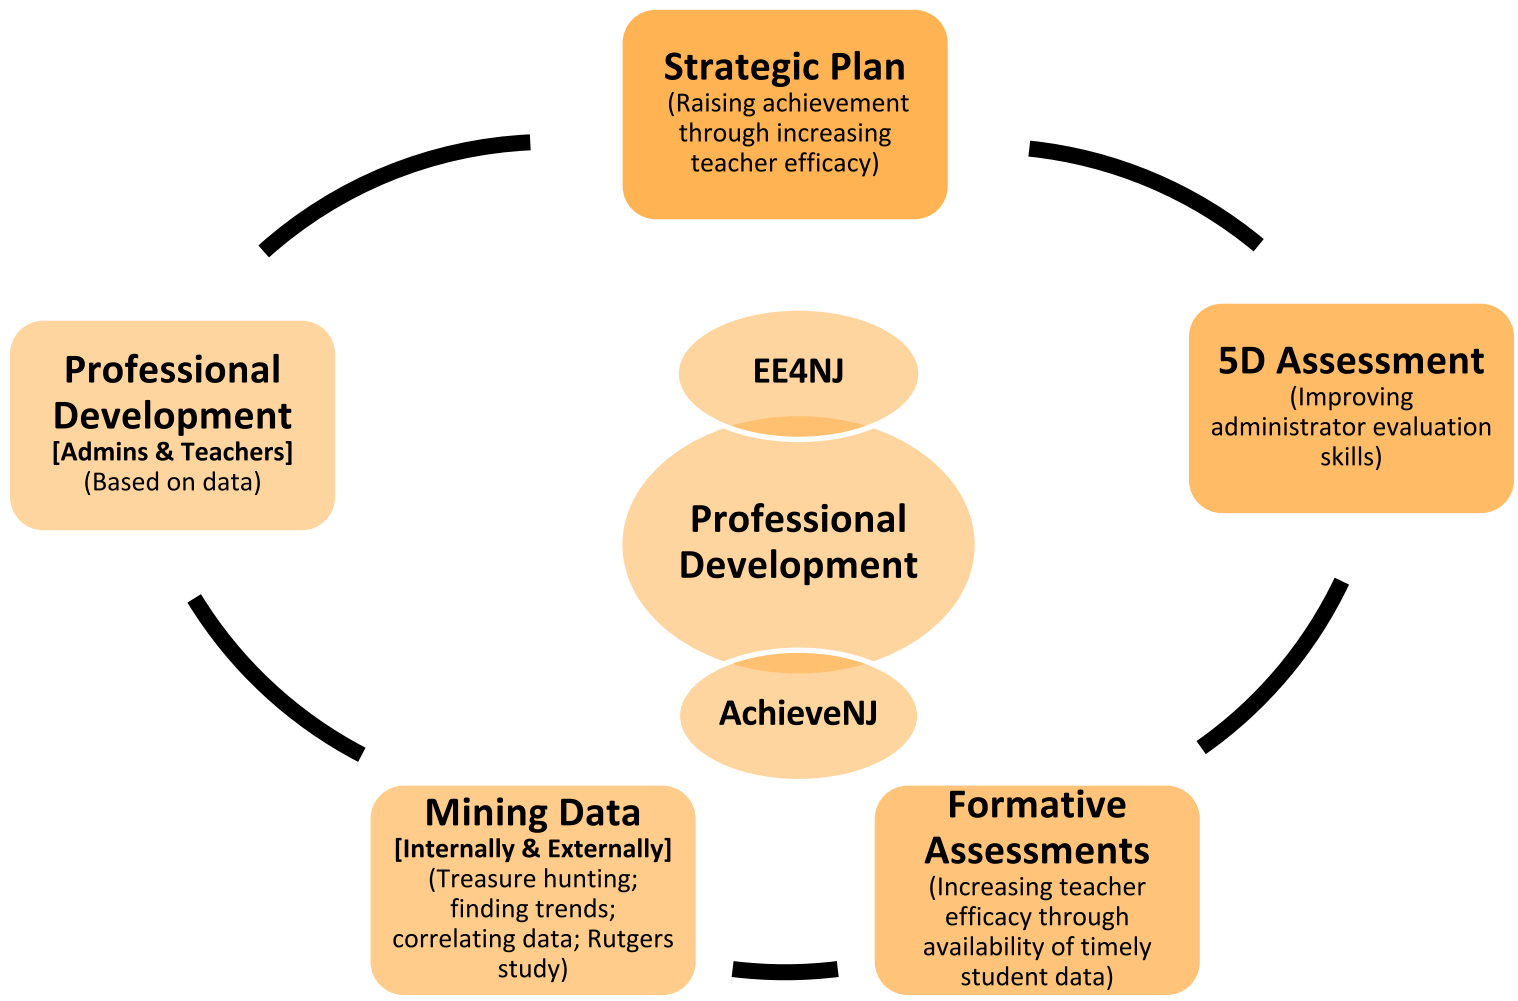 Strategic Plan
(Raising achievement
through increasing
teacher efficacy)
5D Assessment
(Improving
administrator evaluation
skills)
Formative
Assessments
(Increasing teacher
efficacy through
availability of timely
student data)
Mining Data
[Internally & Externally]
(Treasure hunting;
finding trends;
correlating data; Rutgers
study)
Professional
Development
[Admins & Teachers]
(Based on data)
EE4NJ
Professional
Development
AchieveNJ